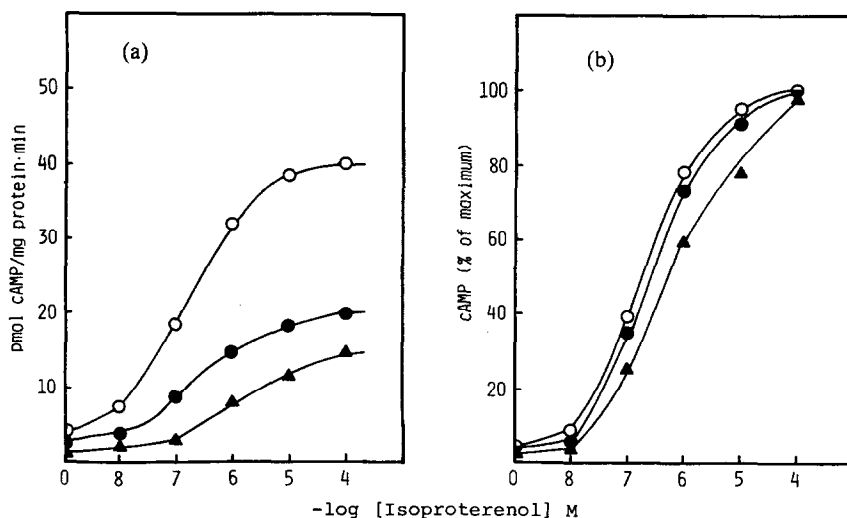 (a)
pmol cAMP/mg protein·min
50
40
30
20
10
0 8 7 6 5 4
(b)
cAMP (% of maximum)
100
80
60
40
20
0 8 7 6 5 4
-log [Isoproterenol] M